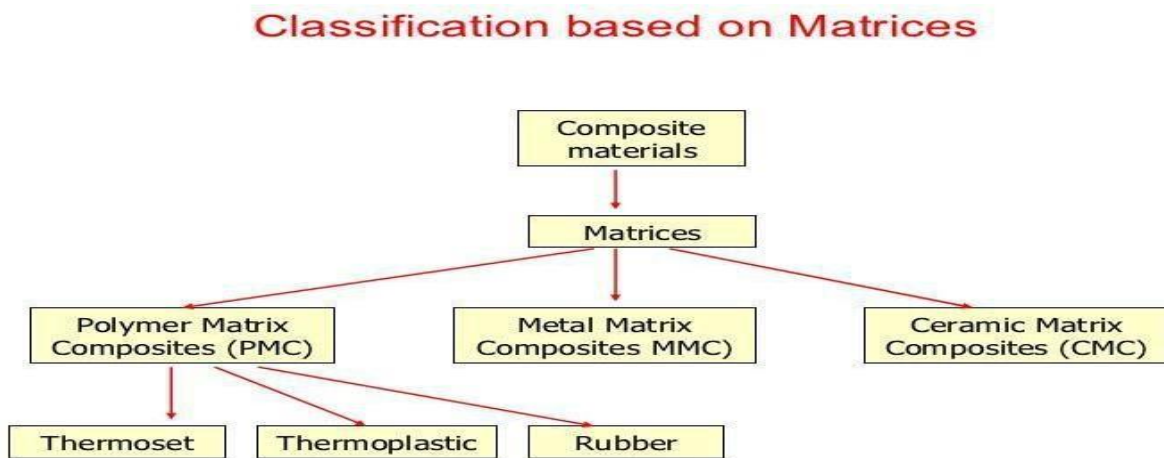 Classification based on Matrices
Composite
materials
Matrices
Polymer Matrix
Composites (PMC)
Metal Matrix
Composites MMC)
Ceramic Matrix
Composites (CMC)
Thermoset
Thermoplastic
Rubber